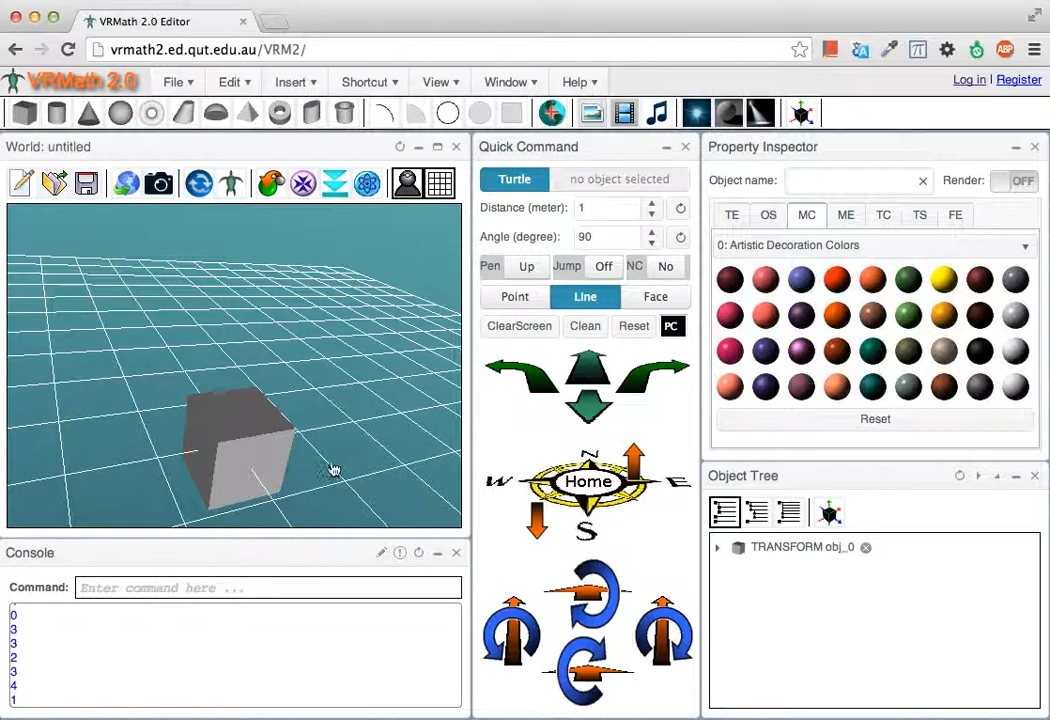 VRMath 2.0 Editor
vrmath2.ed.qut.edu.au/VRM2/
ABP
VRMath 2.0 File Edit Insert Shortcut View Window Help Log in | Register
World: untitled
Quick Command
Turtle no object selected
Distance (meter): 1
Angle (degree): 90
Pen Up Jump Off NC No
Point Line Face
ClearScreen Clean Reset PC
N
W Home E
S
Property Inspector
Object name: Render: OFF
TE OS MC ME TC TS FE
0: Artistic Decoration Colors
Reset
Object Tree
TRANSFORM obj_0
Console
Command: Enter command here ...
0
3
3
2
3
4
1